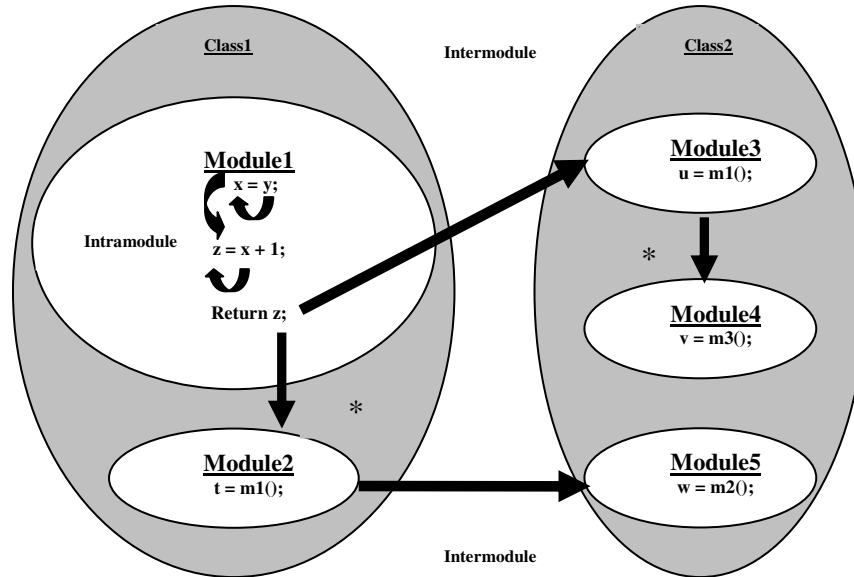 Class1
Intermodule
Class2
Module1
x = y;
Intramodule
z = x + 1;
Return z;
Module3
u = m1();
*
Module4
v = m3();
*
Module2
t = m1();
Module5
w = m2();
Intermodule